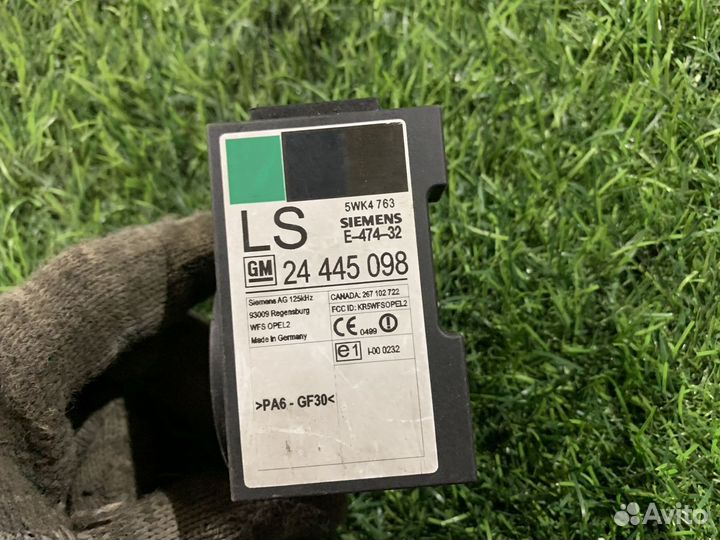 5WK4 763
LS
SIEMENS
E-474-32
GM 24 445 098
Siemens AG 125kHz
93009 Regensburg
WFS OPEL2
Made in Germany
CANADA: 267 102 722
FCC ID: KR5WFSOPEL2
CE 0499
e1 I-00 0232
>PA6 - GF30<
Avito